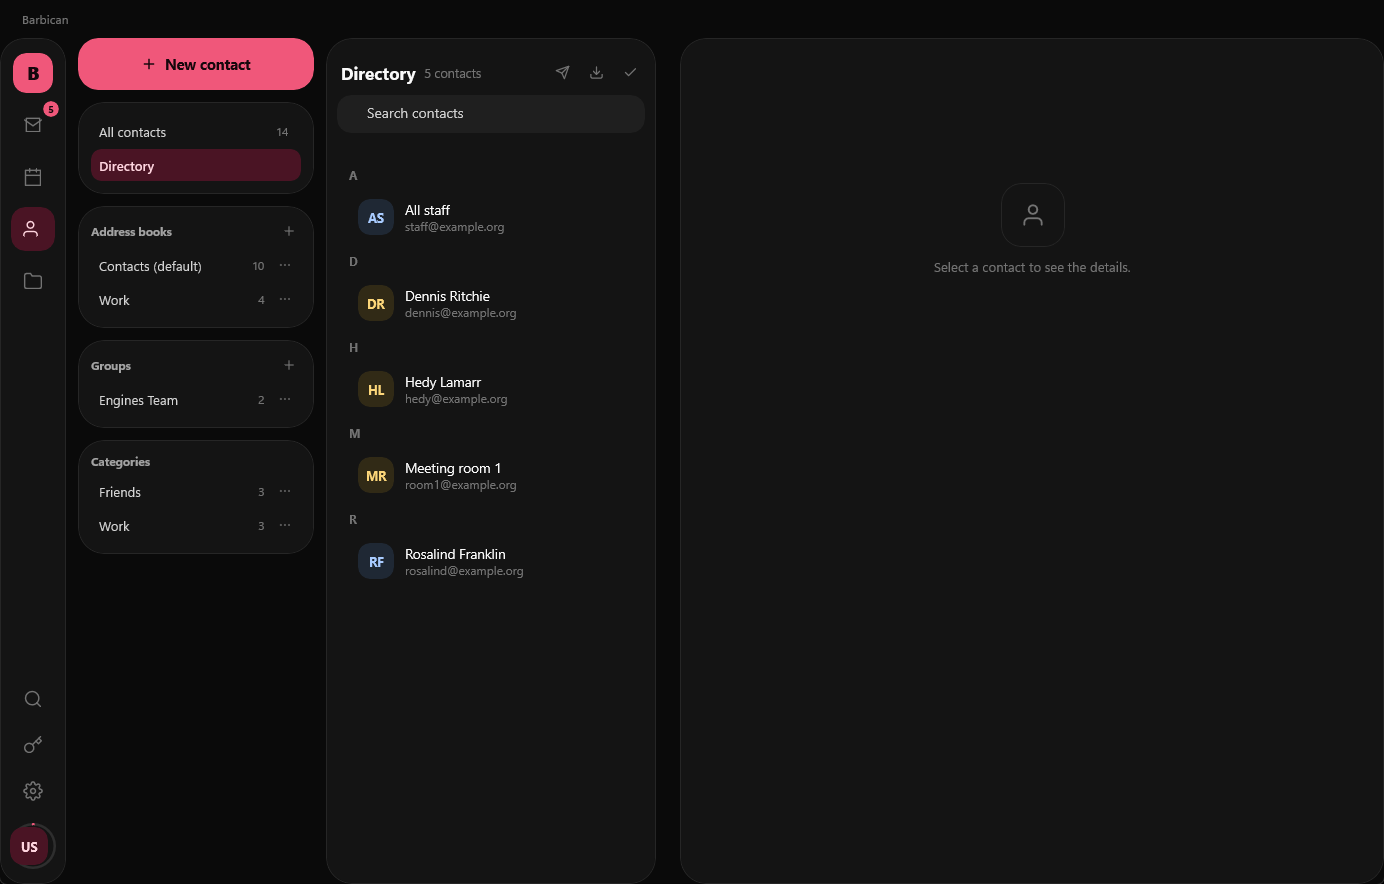 Barbican
B
5
US
New contact
All contacts 14
Directory
Address books
Contacts (default) 10
Work 4
Groups
Engines Team 2
Categories
Friends 3
Work 3
Directory 5 contacts
Search contacts
A
AS All staff
staff@example.org
D
DR Dennis Ritchie
dennis@example.org
H
HL Hedy Lamarr
hedy@example.org
M
MR Meeting room 1
room1@example.org
R
RF Rosalind Franklin
rosalind@example.org
Select a contact to see the details.